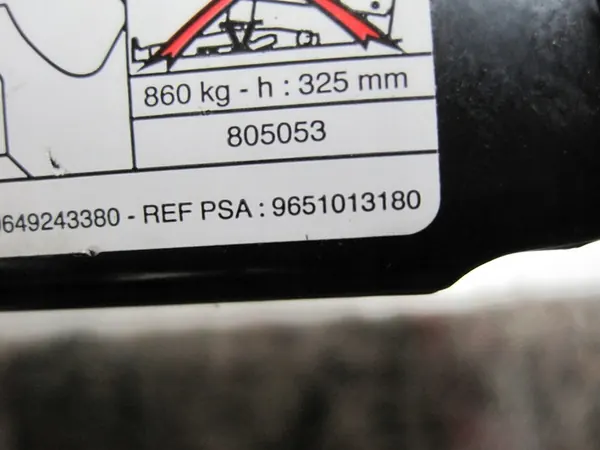 860 kg - h : 325 mm
805053
649243380 - REF PSA : 9651013180